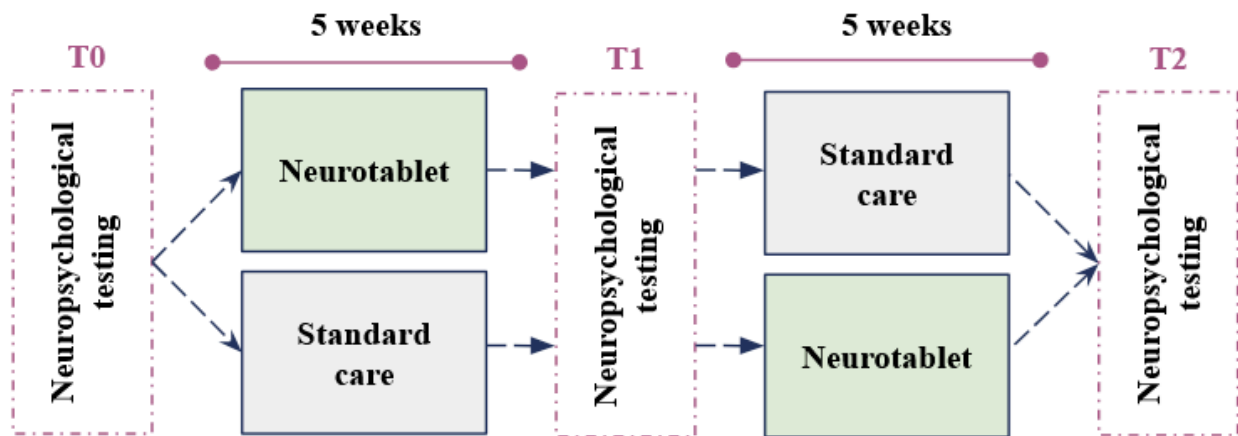 5 weeks
5 weeks
T0
T1
T2
Neuropsychological
testing
Neurotablet
Standard
care
Neuropsychological
testing
Standard
care
Neurotablet
Neuropsychological
testing